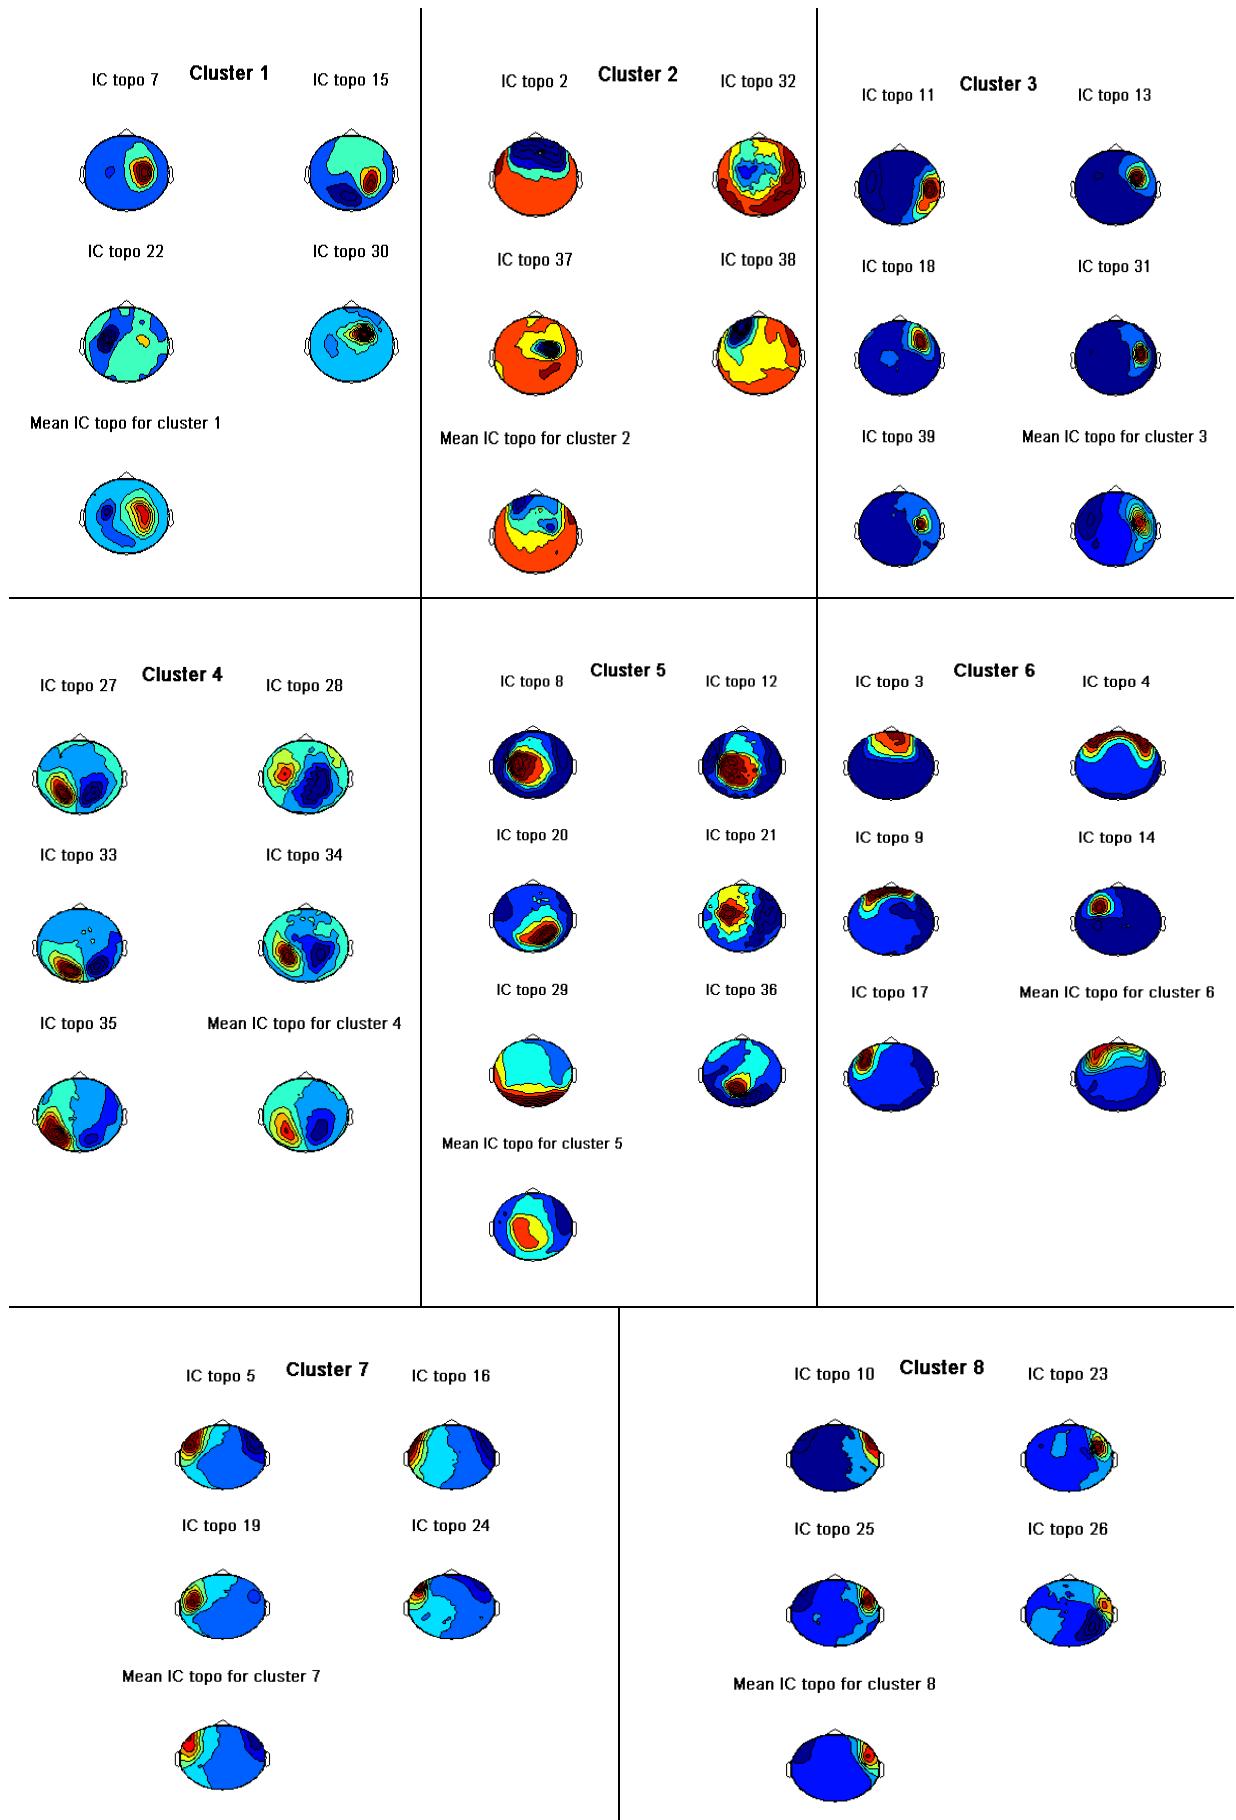 Cluster 1
IC topo 7
IC topo 15
IC topo 22
IC topo 30
Mean IC topo for cluster 1
Cluster 2
IC topo 2
IC topo 32
IC topo 37
IC topo 38
Mean IC topo for cluster 2
Cluster 3
IC topo 11
IC topo 13
IC topo 18
IC topo 31
IC topo 39
Mean IC topo for cluster 3
Cluster 4
IC topo 27
IC topo 28
IC topo 33
IC topo 34
IC topo 35
Mean IC topo for cluster 4
Cluster 5
IC topo 8
IC topo 12
IC topo 20
IC topo 21
IC topo 29
IC topo 36
Mean IC topo for cluster 5
Cluster 6
IC topo 3
IC topo 4
IC topo 9
IC topo 14
IC topo 17
Mean IC topo for cluster 6
Cluster 7
IC topo 5
IC topo 16
IC topo 19
IC topo 24
Mean IC topo for cluster 7
Cluster 8
IC topo 10
IC topo 23
IC topo 25
IC topo 26
Mean IC topo for cluster 8